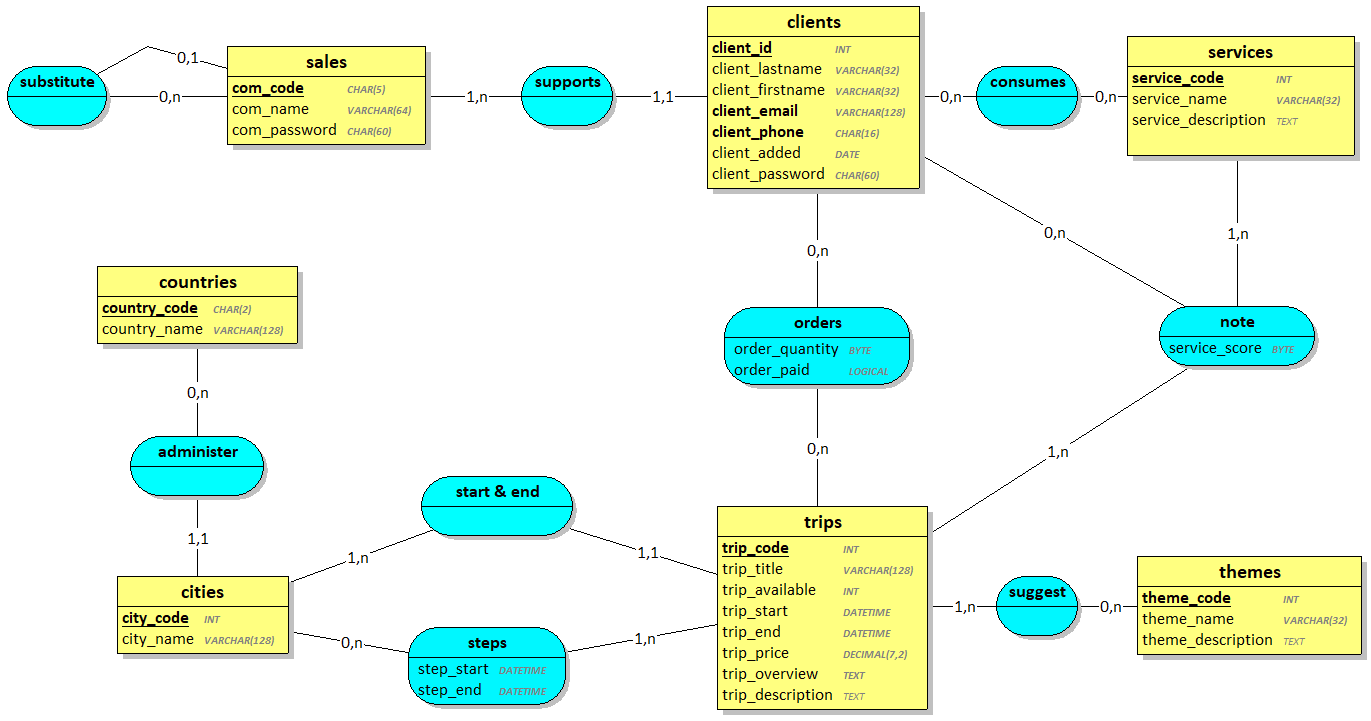 clients
client_id INT
client_lastname VARCHAR(32)
client_firstname VARCHAR(32)
client_email VARCHAR(128)
client_phone CHAR(16)
client_added DATE
client_password CHAR(60)
services
service_code INT
service_name VARCHAR(32)
service_description TEXT
sales
com_code CHAR(5)
com_name VARCHAR(64)
com_password CHAR(60)
substitute
0,1
0,n
1,n
supports
1,1
0,n
consumes
0,n
0,n
0,n
1,n
countries
country_code CHAR(2)
country_name VARCHAR(128)
orders
order_quantity BYTE
order_paid LOGICAL
note
service_score BYTE
0,n
administer
1,1
0,n
1,n
start & end
1,n
1,1
cities
city_code INT
city_name VARCHAR(128)
0,n
steps
step_start DATETIME
step_end DATETIME
1,n
trips
trip_code INT
trip_title VARCHAR(128)
trip_available INT
trip_start DATETIME
trip_end DATETIME
trip_price DECIMAL(7,2)
trip_overview TEXT
trip_description TEXT
1,n
suggest
0,n
themes
theme_code INT
theme_name VARCHAR(32)
theme_description TEXT